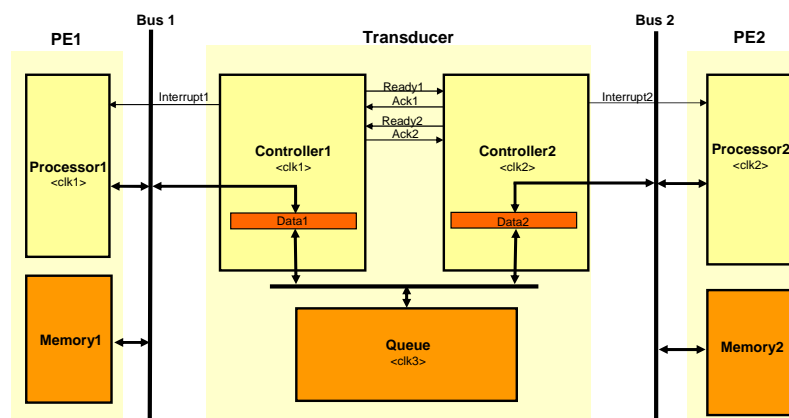 Bus 1
Bus 2
PE1
Transducer
PE2
Ready1
Interrupt1
Ack1
Interrupt2
Ready2
Ack2
Processor1
<clk1>
Controller1
<clk1>
Controller2
<clk2>
Processor2
<clk2>
Data1
Data2
Memory1
Queue
<clk3>
Memory2